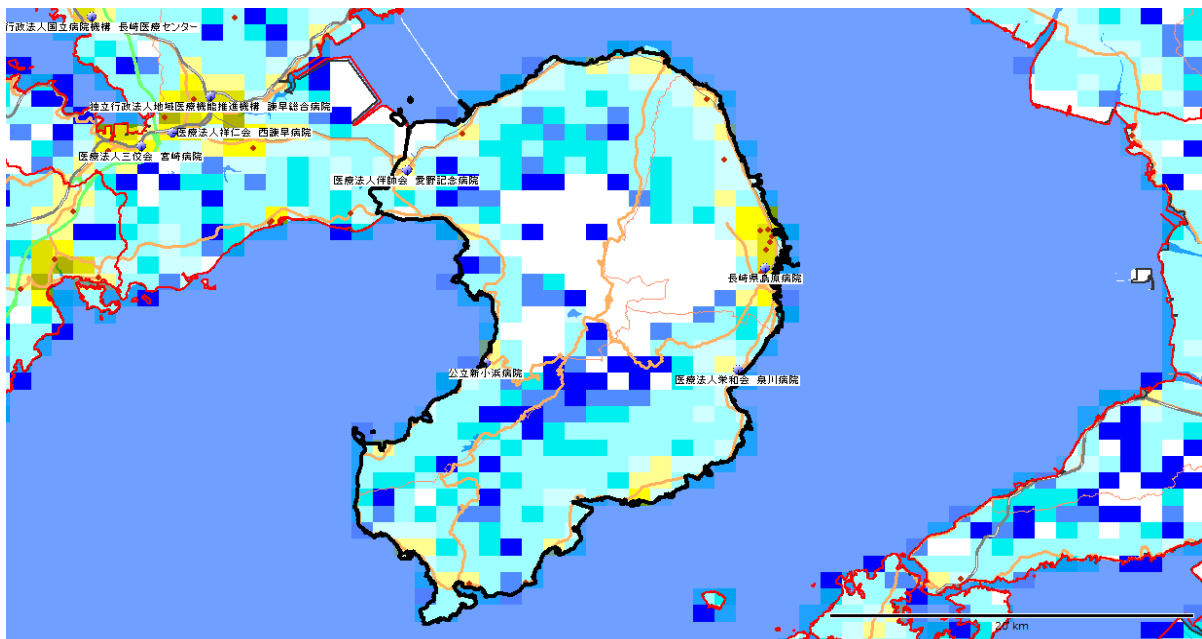 行政法人国立病院機構 長崎医療センター
独立行政法人地域医療機能推進機構 諫早総合病院
医療法人祥仁会 西諫早病院
医療法人三佼会 宮崎病院
医療法人伴帥会 愛野記念病院
長崎県島原病院
公立新小浜病院
医療法人栄和会 泉川病院
20 km